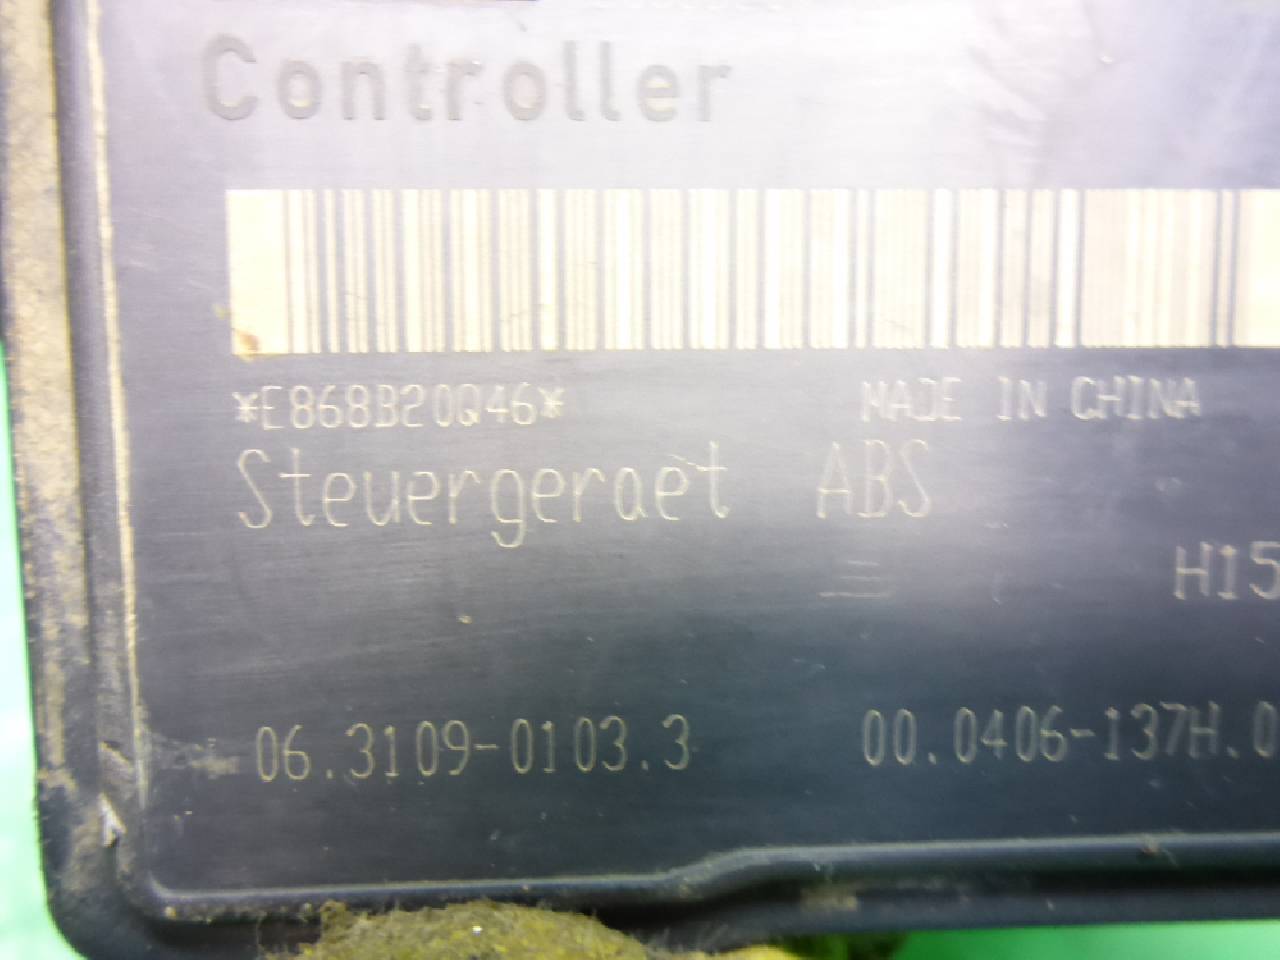 Controller
*E868B20Q46* MADE IN CHINA
Steuergeraet ABS
H15
06.3109-0103.3 00.0406-137H.0